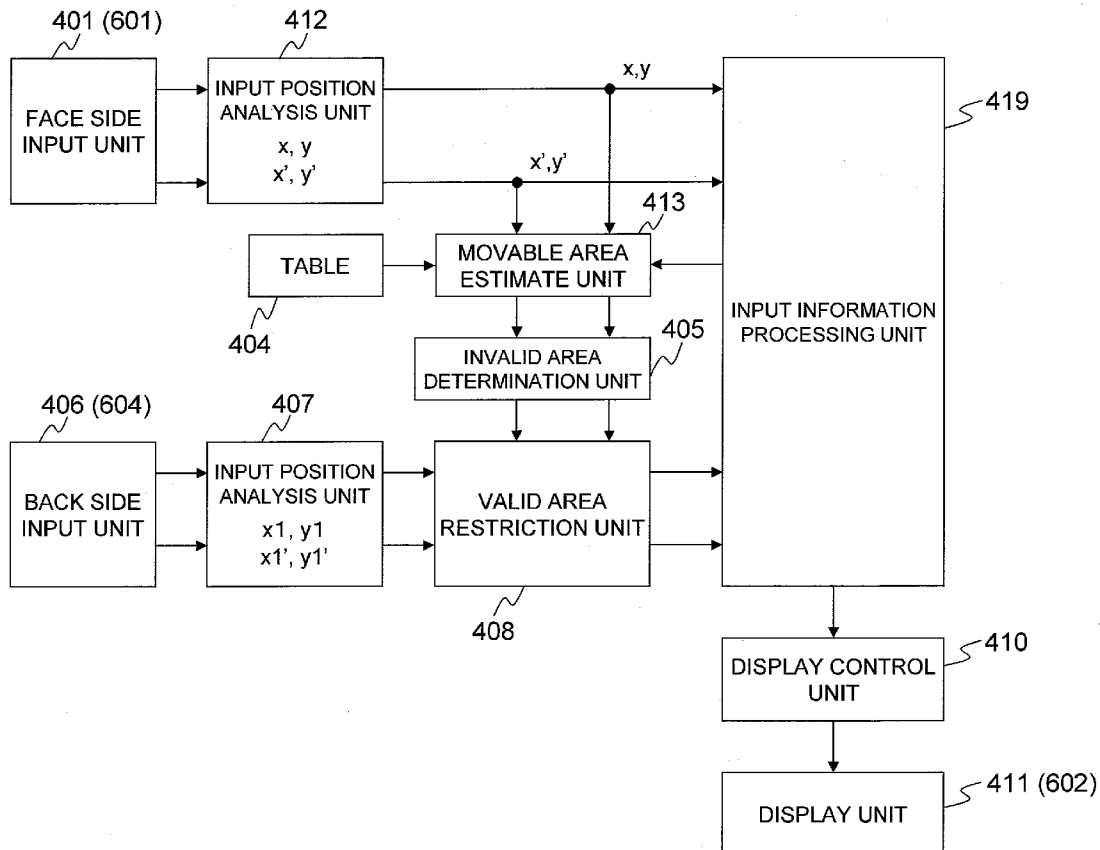 401 (601)
412
FACE SIDE
INPUT UNIT
INPUT POSITION
ANALYSIS UNIT
x, y
x', y'
x,y
x',y'
419
413
TABLE
404
MOVABLE AREA
ESTIMATE UNIT
INPUT INFORMATION
PROCESSING UNIT
405
INVALID AREA
DETERMINATION UNIT
406 (604)
407
BACK SIDE
INPUT UNIT
INPUT POSITION
ANALYSIS UNIT
x1, y1
x1', y1'
VALID AREA
RESTRICTION UNIT
408
410
DISPLAY CONTROL
UNIT
411 (602)
DISPLAY UNIT